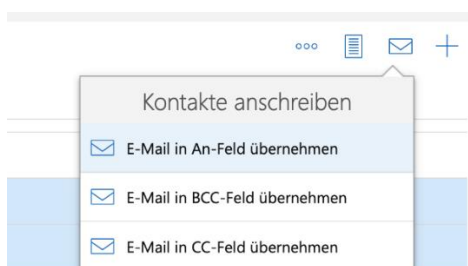 Kontakte anschreiben
E-Mail in An-Feld übernehmen
E-Mail in BCC-Feld übernehmen
E-Mail in CC-Feld übernehmen